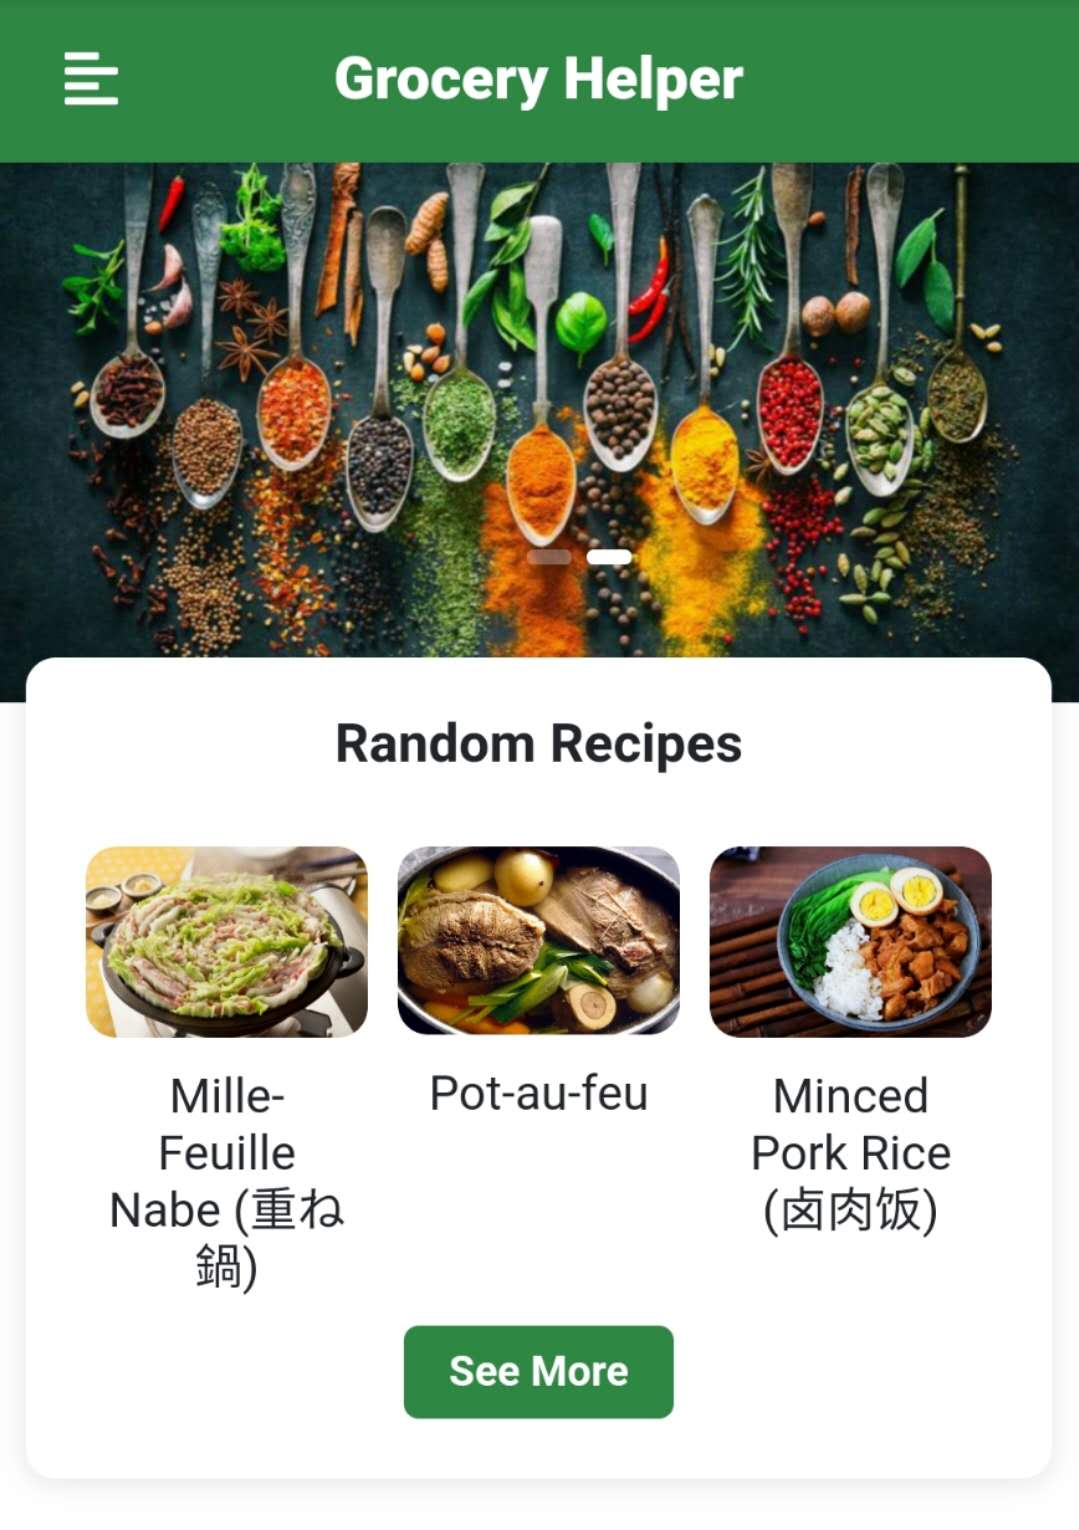 Grocery Helper
Random Recipes
Mille-
Feuille
Nabe (重ね
鍋)
Pot-au-feu
Minced
Pork Rice
(卤肉饭)
See More